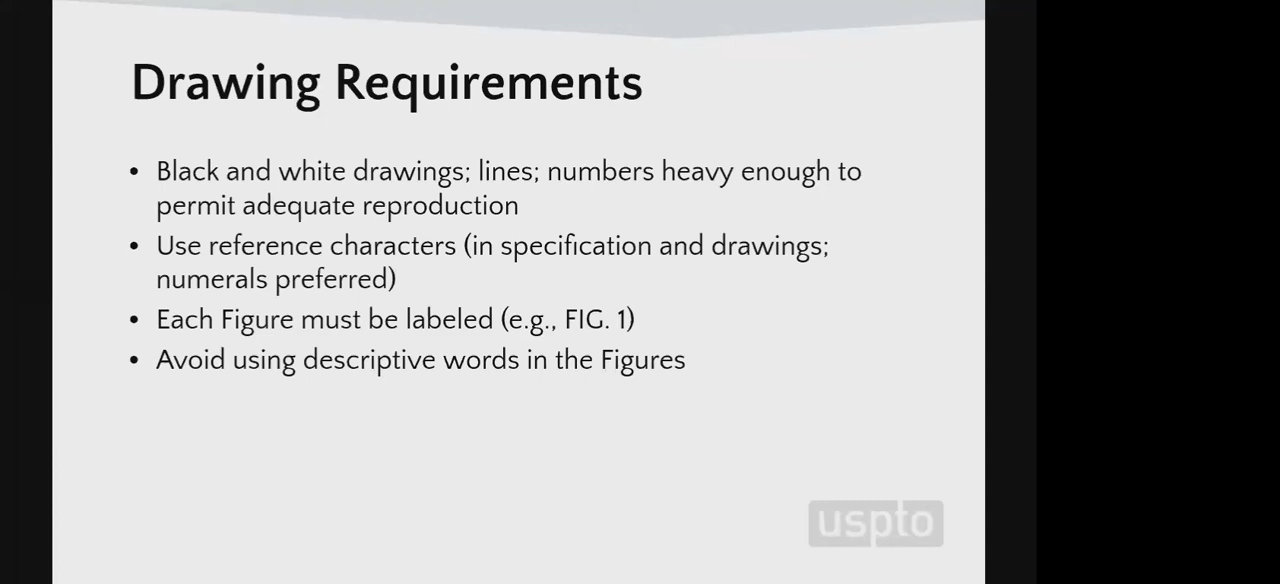 Drawing Requirements
• Black and white drawings; lines; numbers heavy enough to
permit adequate reproduction
• Use reference characters (in specification and drawings;
numerals preferred)
• Each Figure must be labeled (e.g., FIG. 1)
• Avoid using descriptive words in the Figures
uspto